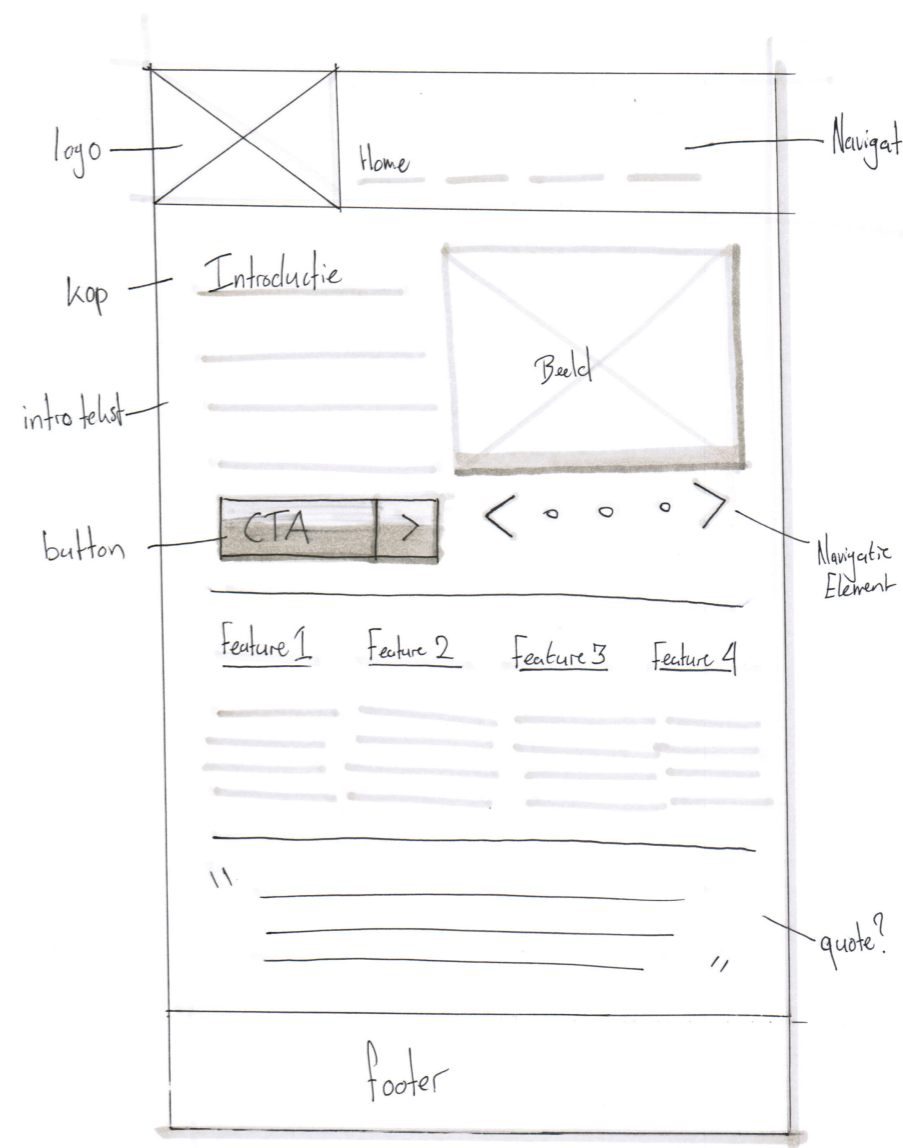 logo
Home
Navigat
kop
Introductie
Beeld
intro tekst
button
CTA >
< >
Navigatie
Element
Feature 1 Feature 2 Feature 3 Feature 4
"
"
quote?
footer